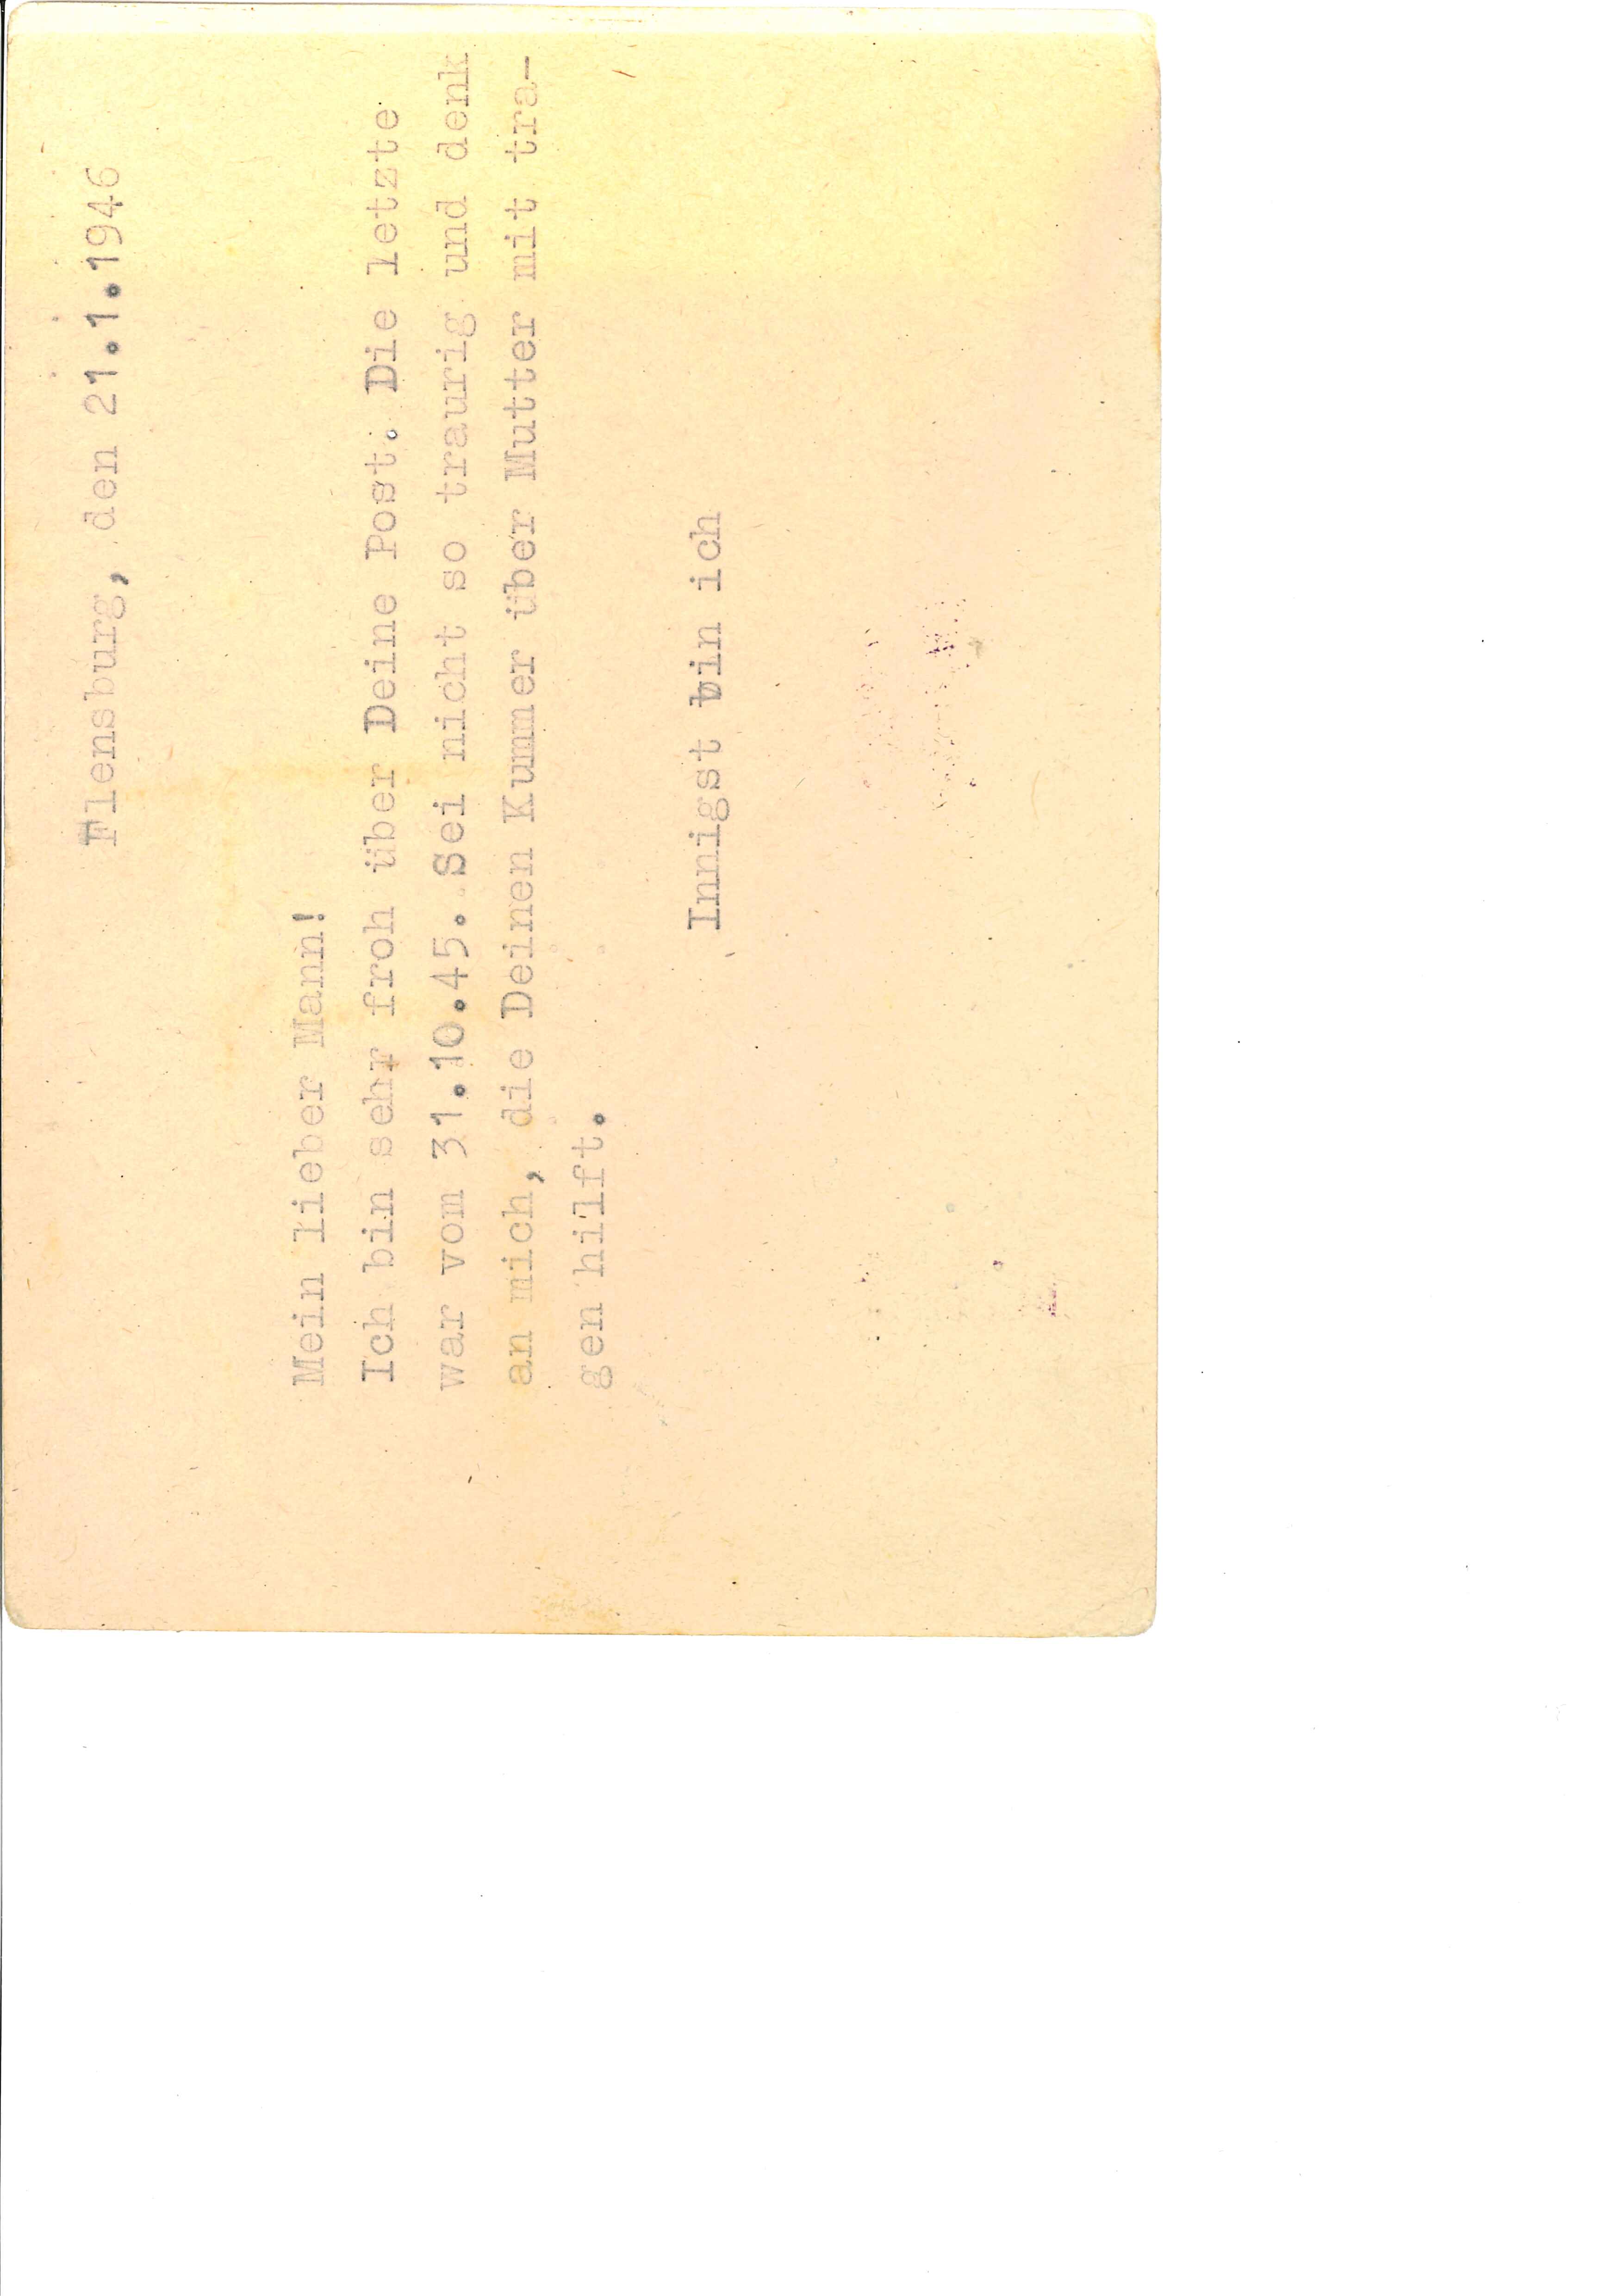 Flensburg, den 21.1.1946
Mein lieber Mann!
Ich bin sehr froh über Deine Post. Die letzte
war vom 31.10.45. Sei nicht so traurig und denk
an mich, die Deinen Kummer über Mutter mit tra-
gen hilft.
Innigst bin ich